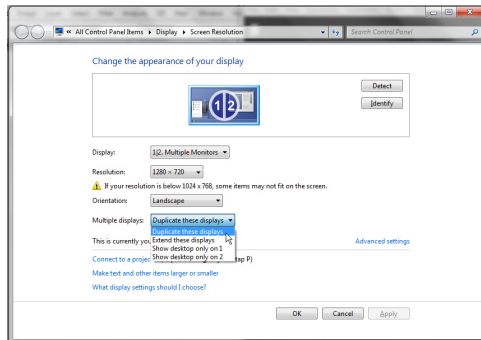 « All Control Panel Items ▸ Display ▸ Screen Resolution
Search Control Panel
Change the appearance of your display
1|2
Detect
Identify
Display:
1|2. Multiple Monitors
Resolution:
1280 × 720
If your resolution is below 1024 x 768, some items may not fit on the screen.
Orientation:
Landscape
Multiple displays:
Duplicate these displays
Duplicate these displays
This is currently you
Extend these displays
Advanced settings
Show desktop only on 1
Connect to a projec
Show desktop only on 2
tap P)
Make text and other items larger or smaller
What display settings should I choose?
OK
Cancel
Apply